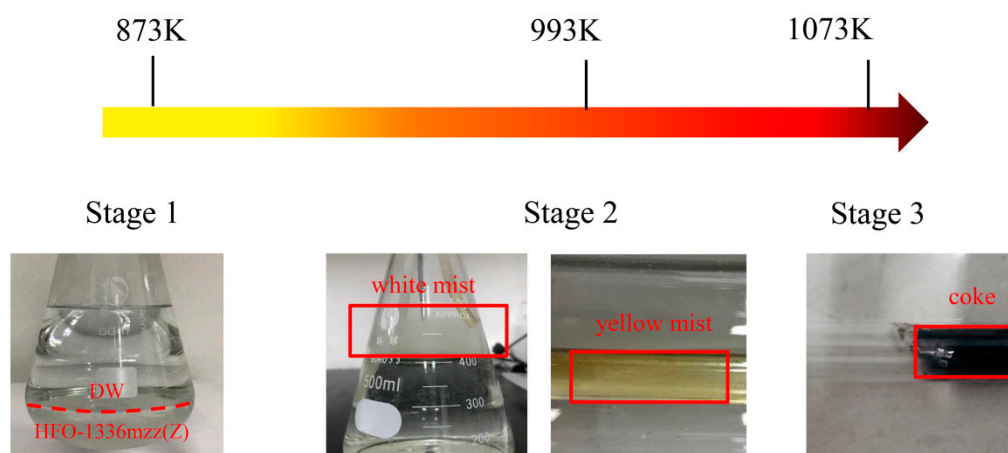 873K
993K
1073K
Stage 1
Stage 2
Stage 3
DW
HFO-1336mzz(Z)
white mist
400
500ml
300
200
yellow mist
coke